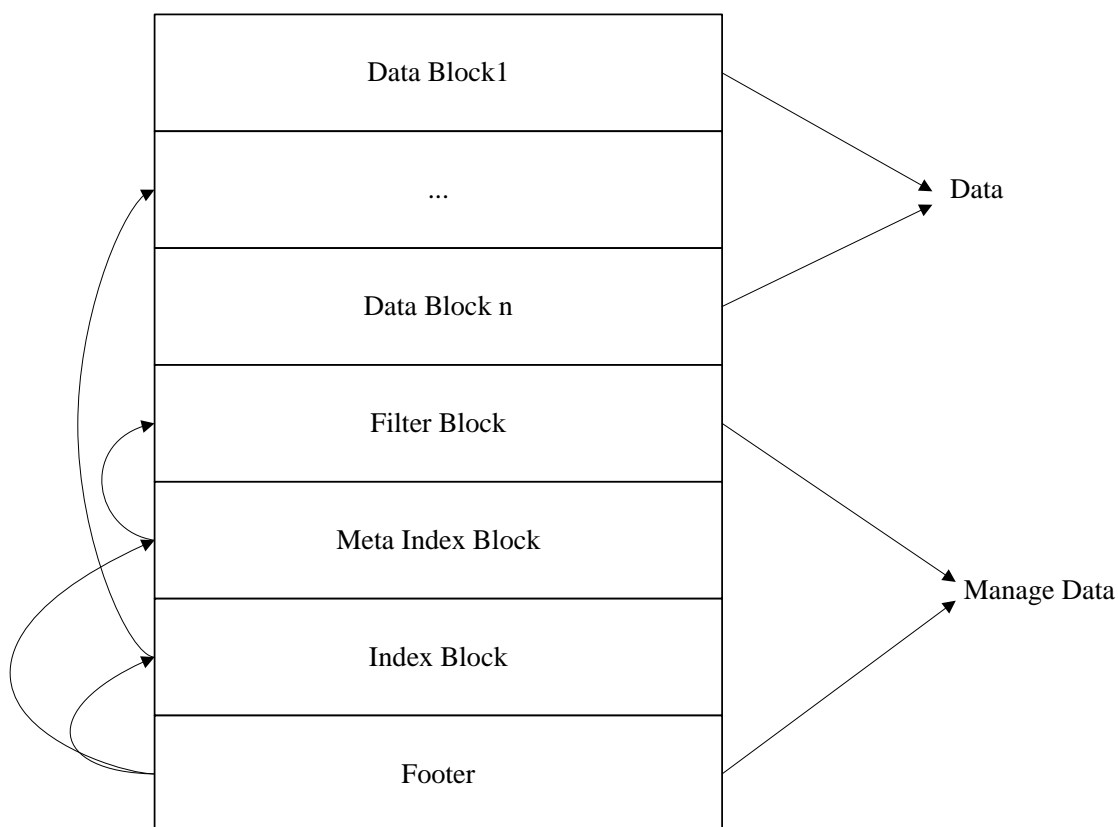 Data Block1
...
Data
Data Block n
Filter Block
Meta Index Block
Manage Data
Index Block
Footer